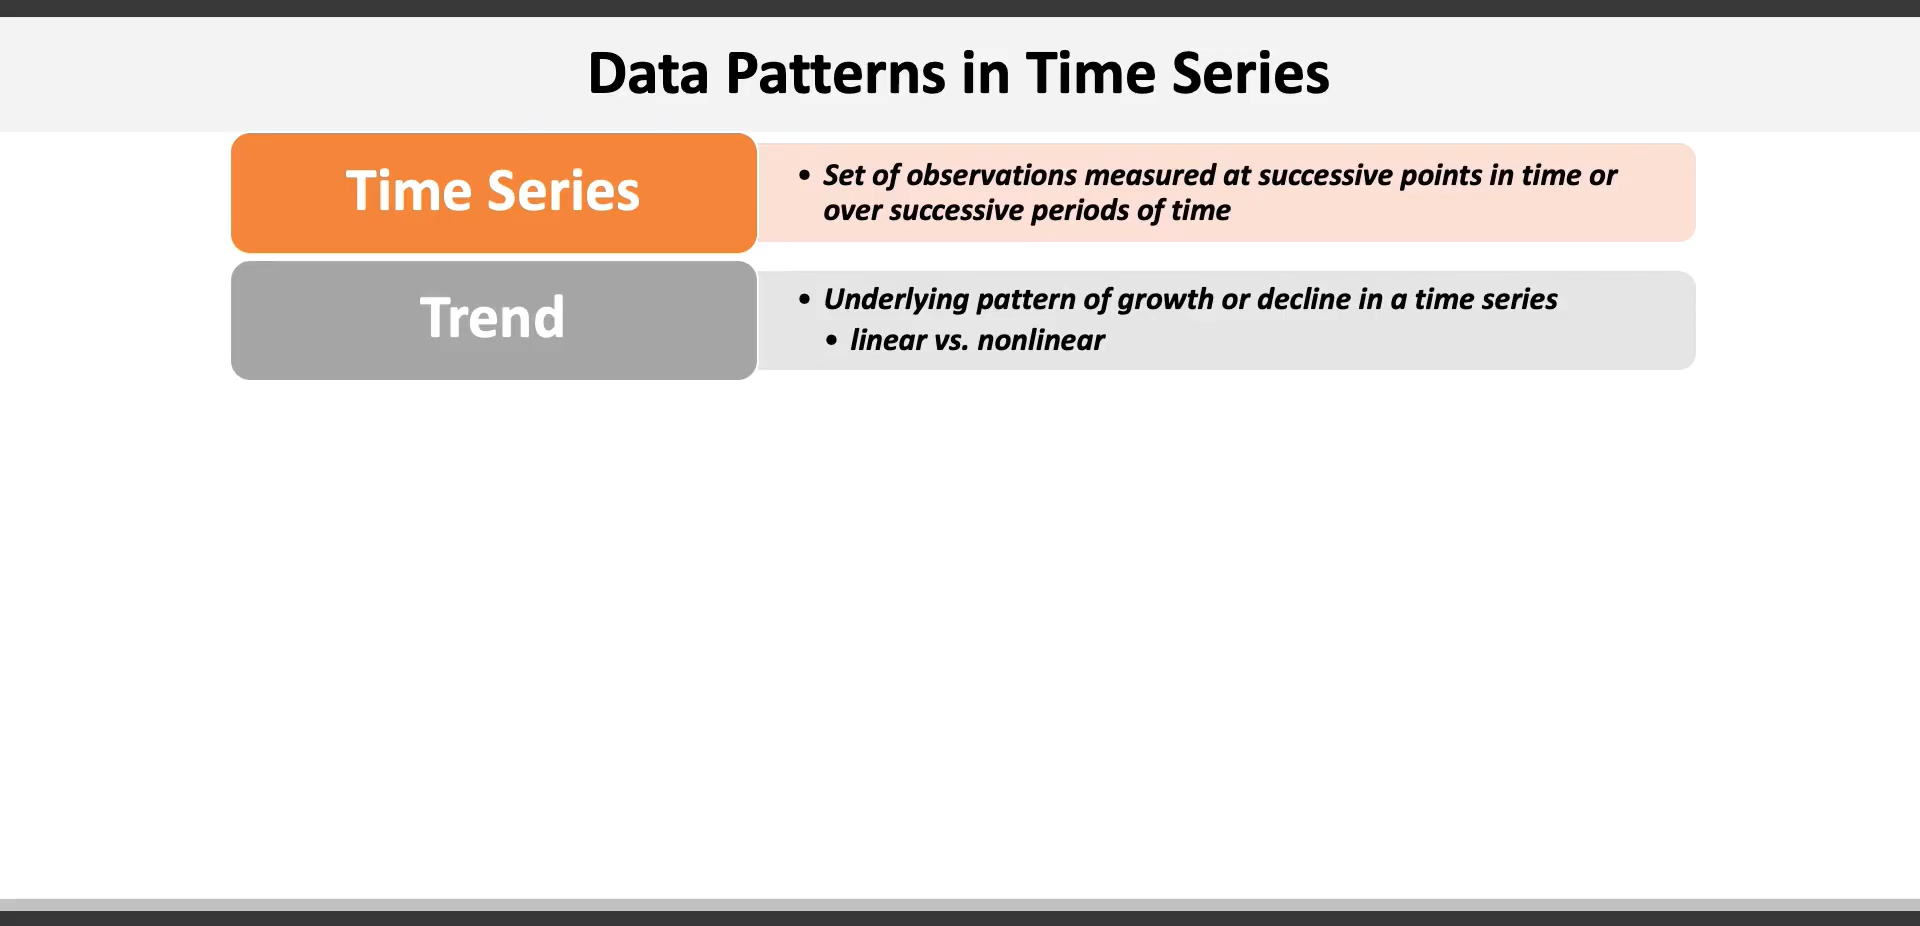 Data Patterns in Time Series
Time Series
• Set of observations measured at successive points in time or
over successive periods of time
Trend
• Underlying pattern of growth or decline in a time series
• linear vs. nonlinear